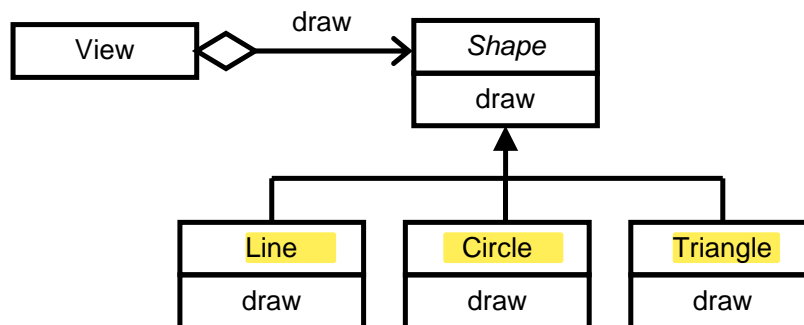 draw
View
Shape
draw
Line Circle Triangle
draw draw draw